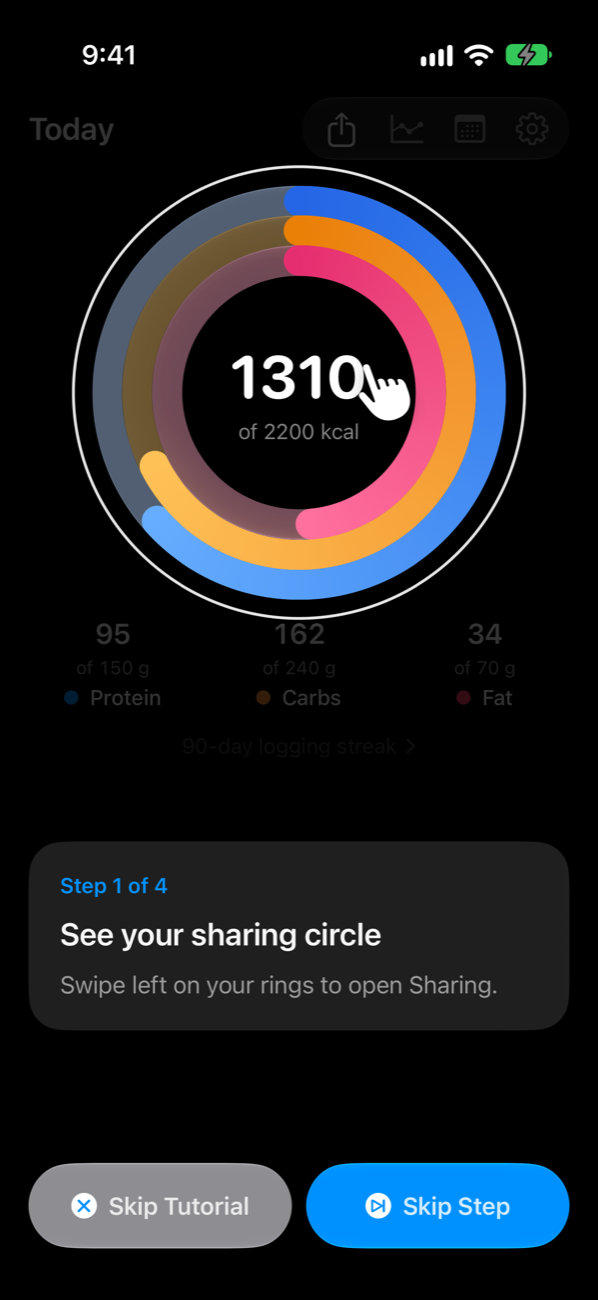 9:41
Today
1310
of 2200 kcal
95
162
34
of 150 g
of 240 g
of 70 g
Protein
Carbs
Fat
90-day logging streak
Step 1 of 4
See your sharing circle
Swipe left on your rings to open Sharing.
Skip Tutorial
Skip Step